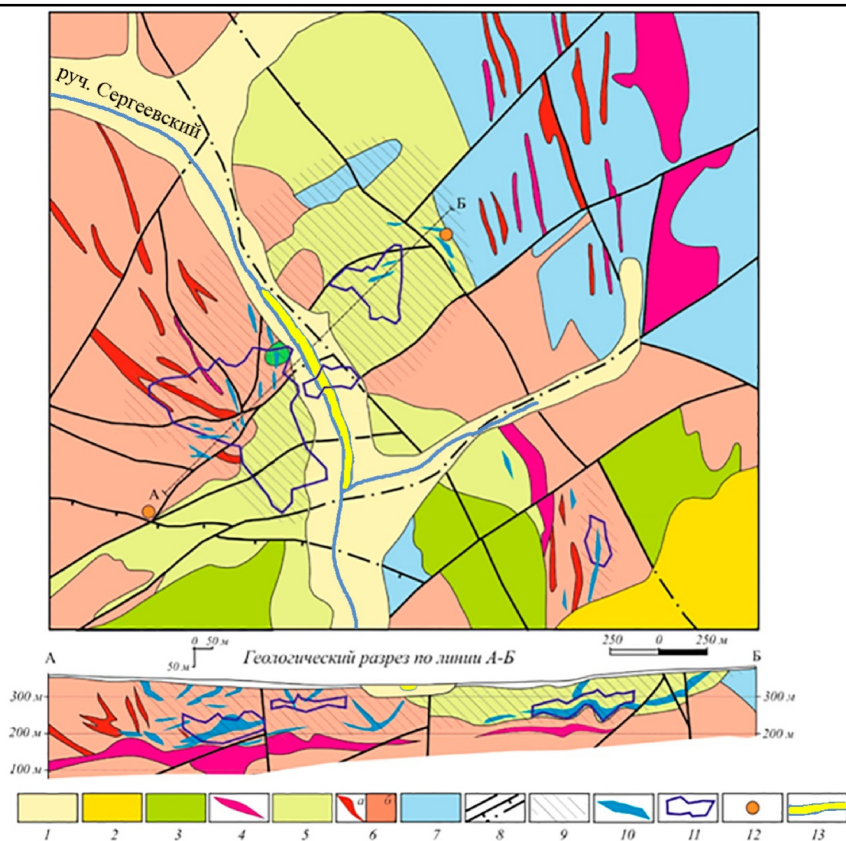 руч. Сергеевский
Б
А
0 50 м
50 м
250 0 250 м
А Геологический разрез по линии А-Б Б
300 м 300 м
200 м 200 м
100 м
а б
1 2 3 4 5 6 7 8 9 10 11 12 13